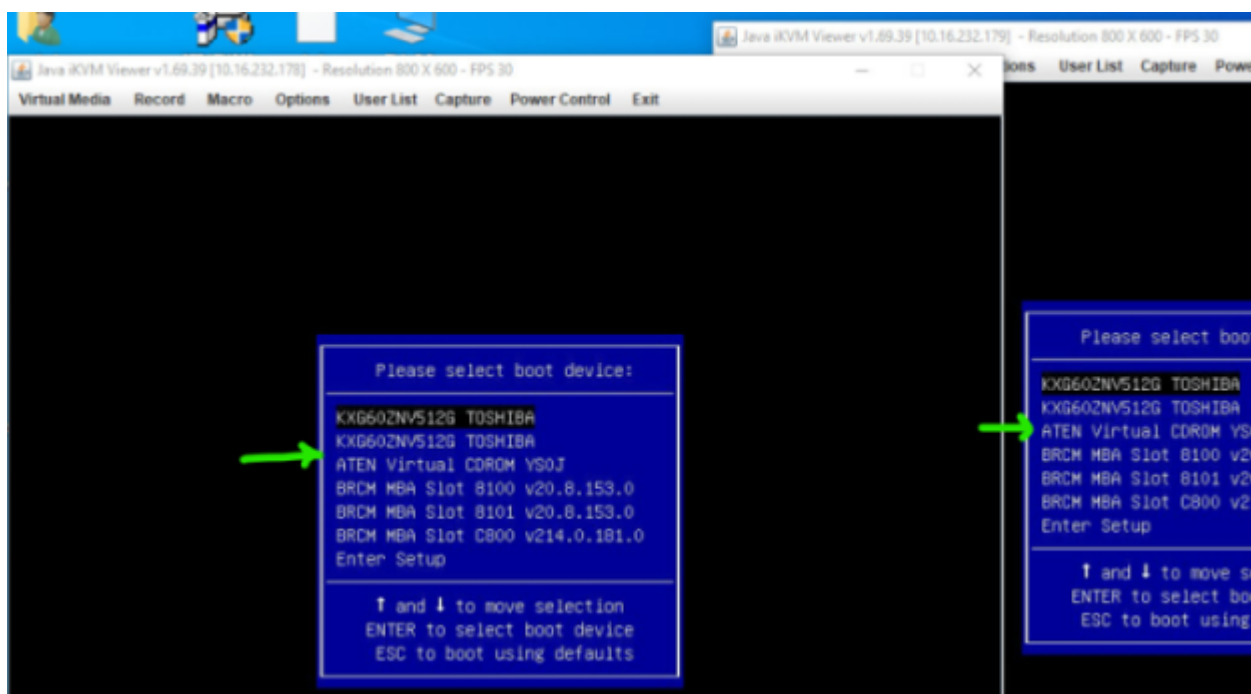 Java iKVM Viewer v1.69.39 [10.16.232.179] - Resolution 800 X 600 - FPS 30
ions User List Capture Powe
Java iKVM Viewer v1.69.39 [10.16.232.178] - Resolution 800 X 600 - FPS 30
Virtual Media Record Macro Options User List Capture Power Control Exit
Please select boot device:
KXG60ZNV512G TOSHIBA
KXG60ZNV512G TOSHIBA
ATEN Virtual CDROM YS0J
BRCM MBA Slot 8100 v20.8.153.0
BRCM MBA Slot 8101 v20.8.153.0
BRCM MBA Slot C800 v214.0.181.0
Enter Setup
↑ and ↓ to move selection
ENTER to select boot device
ESC to boot using defaults
Please select boo
KXG60ZNV512G TOSHIBA
KXG60ZNV512G TOSHIBA
ATEN Virtual CDROM YS
BRCM MBA Slot 8100 v2
BRCM MBA Slot 8101 v2
BRCM MBA Slot C800 v2
Enter Setup
↑ and ↓ to move s
ENTER to select bo
ESC to boot using